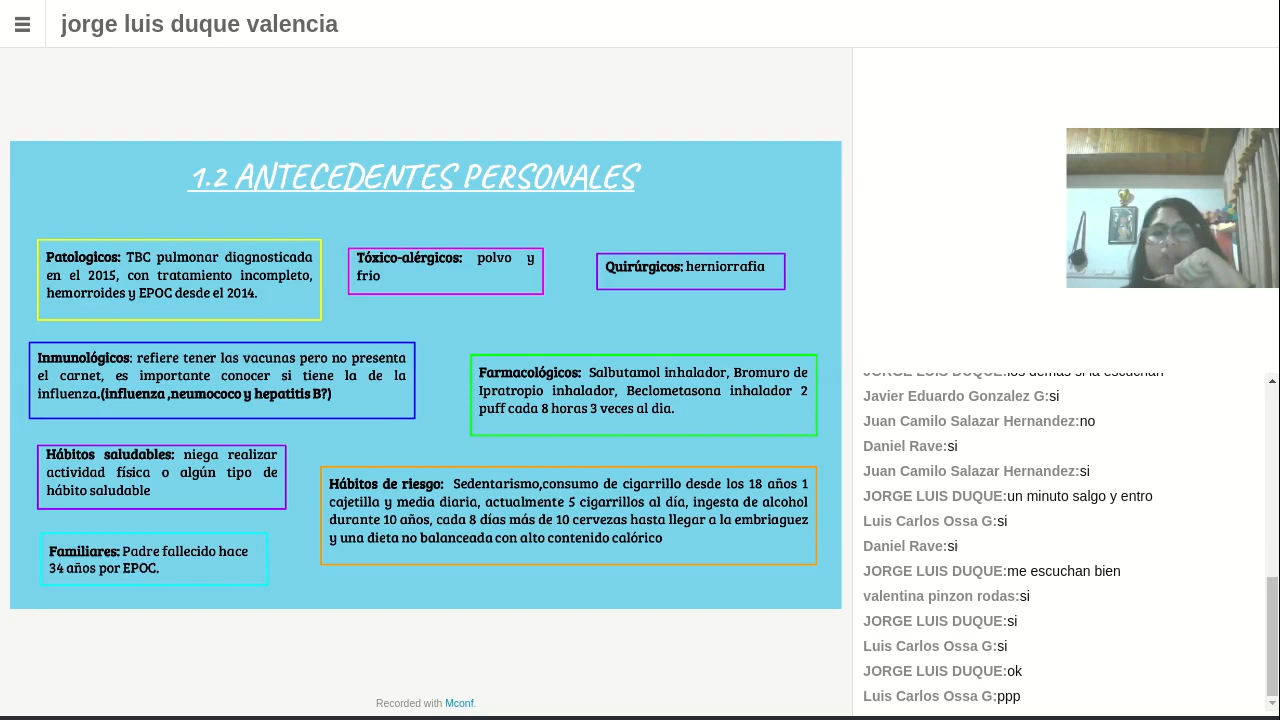 jorge luis duque valencia
1.2 ANTECEDENTES PERSONALES
Patologicos: TBC pulmonar diagnosticada
en el 2015, con tratamiento incompleto,
hemorroides y EPOC desde el 2014.
Tóxico-alérgicos: polvo y
frio
Quirúrgicos: herniorrafia
Inmunológicos: refiere tener las vacunas pero no presenta
el carnet, es importante conocer si tiene la de la
influenza.(influenza ,neumococo y hepatitis B?)
Farmacológicos: Salbutamol inhalador, Bromuro de
Ipratropio inhalador, Beclometasona inhalador 2
puff cada 8 horas 3 veces al dia.
Hábitos saludables: niega realizar
actividad física o algún tipo de
hábito saludable
Hábitos de riesgo: Sedentarismo,consumo de cigarrillo desde los 18 años 1
cajetilla y media diaria, actualmente 5 cigarrillos al día, ingesta de alcohol
durante 10 años, cada 8 días más de 10 cervezas hasta llegar a la embriaguez
y una dieta no balanceada con alto contenido calórico
Familiares: Padre fallecido hace
34 años por EPOC.
Recorded with Mconf.
JORGE LUIS DUQUE:los demas si la escuchan
Javier Eduardo Gonzalez G:si
Juan Camilo Salazar Hernandez:no
Daniel Rave:si
Juan Camilo Salazar Hernandez:si
JORGE LUIS DUQUE:un minuto salgo y entro
Luis Carlos Ossa G:si
Daniel Rave:si
JORGE LUIS DUQUE:me escuchan bien
valentina pinzon rodas:si
JORGE LUIS DUQUE:si
Luis Carlos Ossa G:si
JORGE LUIS DUQUE:ok
Luis Carlos Ossa G:ppp